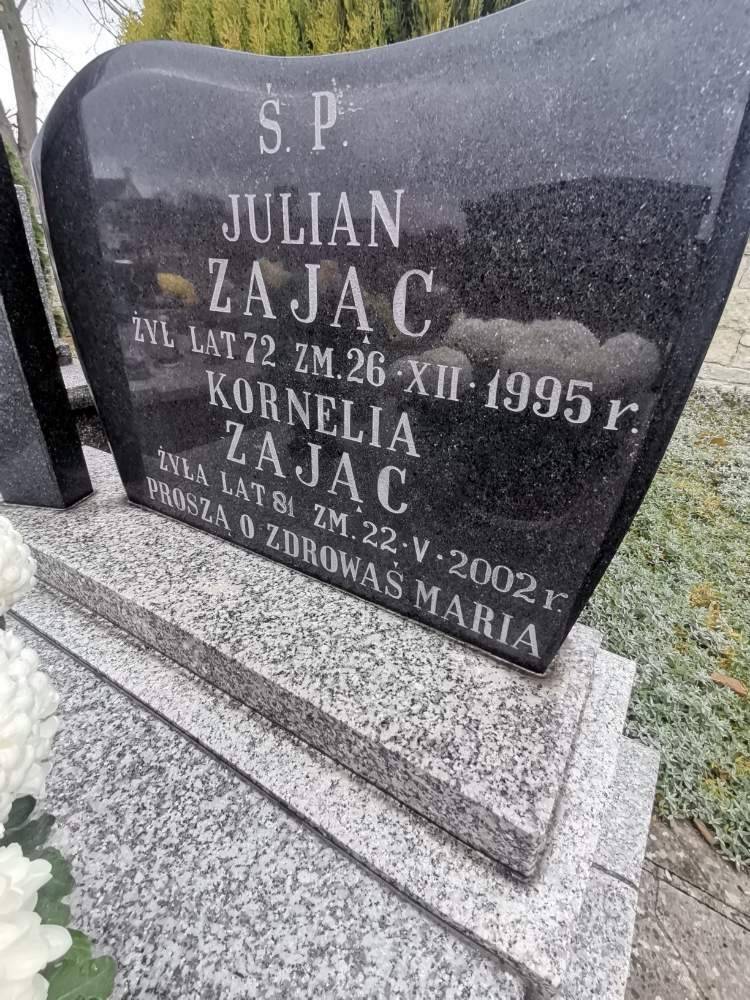 Ś. P.
JULIAN
ZAJĄC
ŻYŁ LAT 72 ZM. 26·XII·1995 r.
KORNELIA
ZAJĄC
ŻYŁA LAT 81 ZM. 22·V·2002 r.
PROSZĄ O ZDROWAŚ MARIA